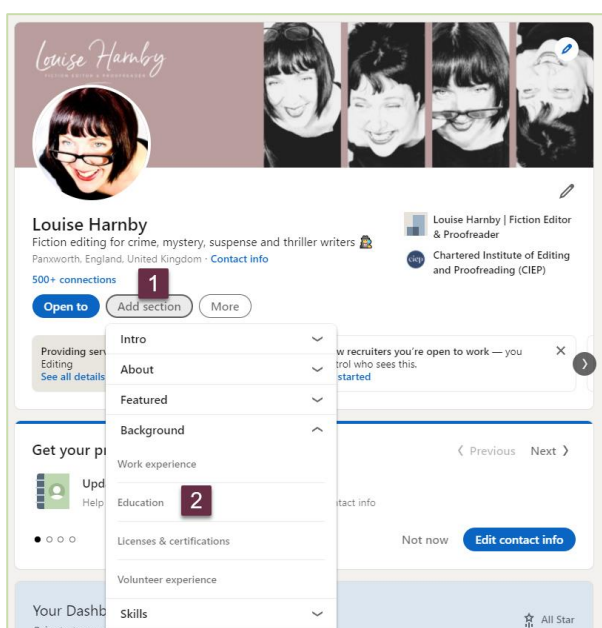 Louise Harnby
FICTION EDITOR & PROOFREADER
Louise Harnby
Fiction editing for crime, mystery, suspense and thriller writers
Panxworth, England, United Kingdom · Contact info
500+ connections
Louise Harnby | Fiction Editor
& Proofreader
ciep
Chartered Institute of Editing
and Proofreading (CIEP)
1
Open to
Add section
More
Providing serv
Editing
See all details
w recruiters you're open to work — you
trol who sees this.
started
Intro
About
Featured
Background
Work experience
Education
2
Licenses & certifications
Volunteer experience
Skills
Get your pr
Previous
Next
Upd
Help
tact info
Not now
Edit contact info
Your Dashb
All Star